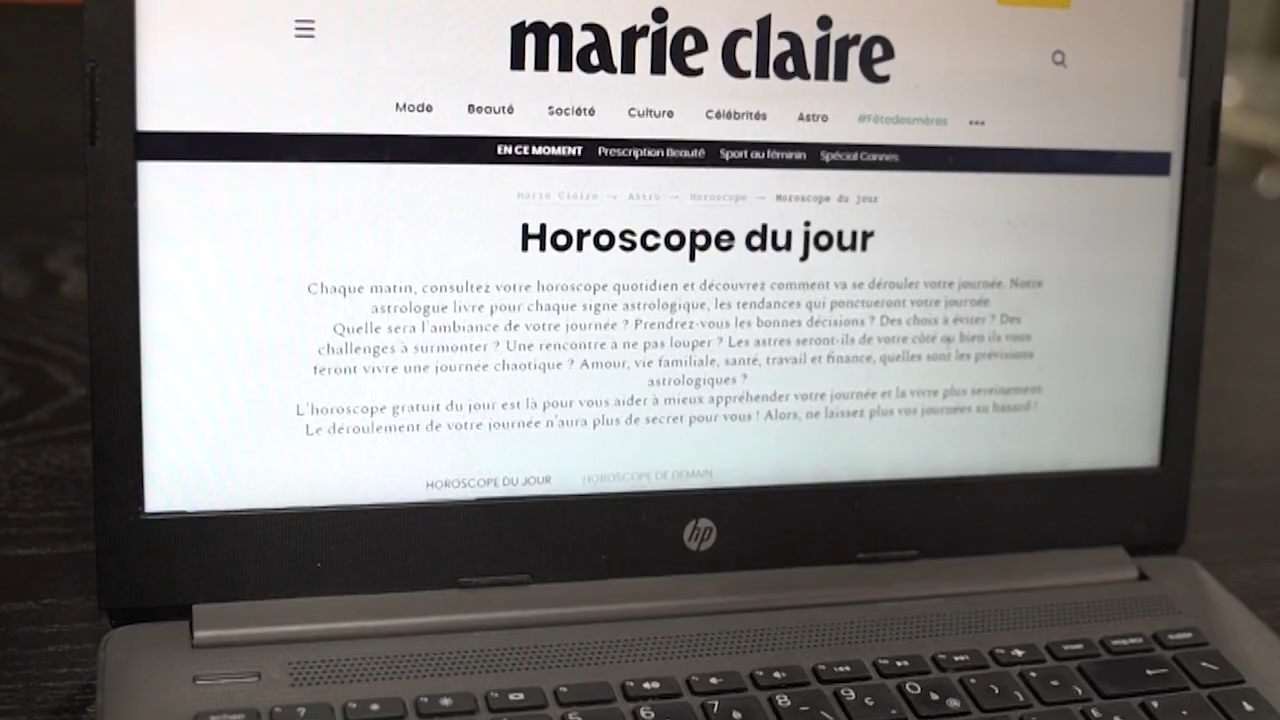 marie claire
Mode Beauté Société Culture Célébrités Astro #Fêtedesmères
EN CE MOMENT Prescription Beauté Sport au féminin Spécial Cannes
Marie Claire → Astro → Horoscope → Horoscope du jour
Horoscope du jour
Chaque matin, consultez votre horoscope quotidien et découvrez comment va se dérouler votre journée. Notre
astrologue livre pour chaque signe astrologique, les tendances qui ponctueront votre journée.
Quelle sera l'ambiance de votre journée ? Prendrez-vous les bonnes décisions ? Des choix à éviter ? Des
challenges à surmonter ? Une rencontre à ne pas louper ? Les astres seront-ils de votre côté ou bien ils vous
feront vivre une journée chaotique ? Amour, vie familiale, santé, travail et finance, quelles sont les prévisions
astrologiques ?
L'horoscope gratuit du jour est là pour vous aider à mieux appréhender votre journée et la vivre plus sereinement.
Le déroulement de votre journée n'aura plus de secret pour vous ! Alors, ne laissez plus vos journées au hasard !
HOROSCOPE DU JOUR HOROSCOPE DE DEMAIN
hp
5 6 7 8 9 ç 0 à @